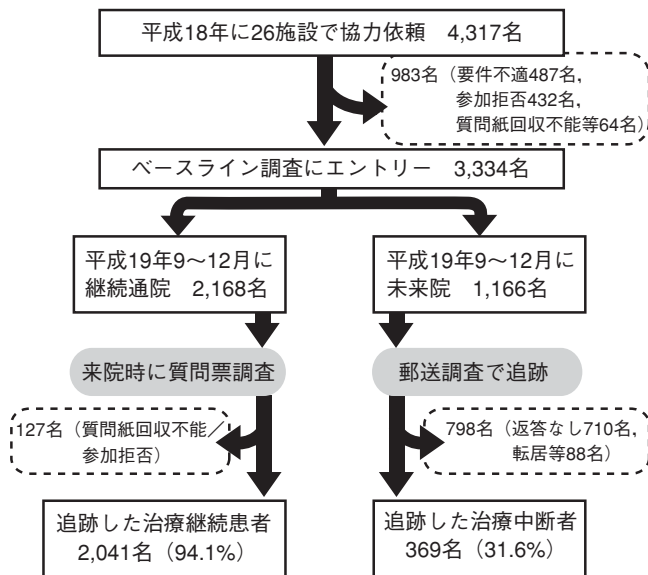 平成18年に26施設で協力依頼 4,317名
983名（要件不適487名，
参加拒否432名，
質問紙回収不能等64名）
ベースライン調査にエントリー 3,334名
平成19年9～12月に
継続通院 2,168名
平成19年9～12月に
未来院 1,166名
来院時に質問票調査
郵送調査で追跡
127名（質問紙回収不能／
参加拒否）
798名（返答なし710名，
転居等88名）
追跡した治療継続患者
2,041名（94.1%）
追跡した治療中断者
369名（31.6%）